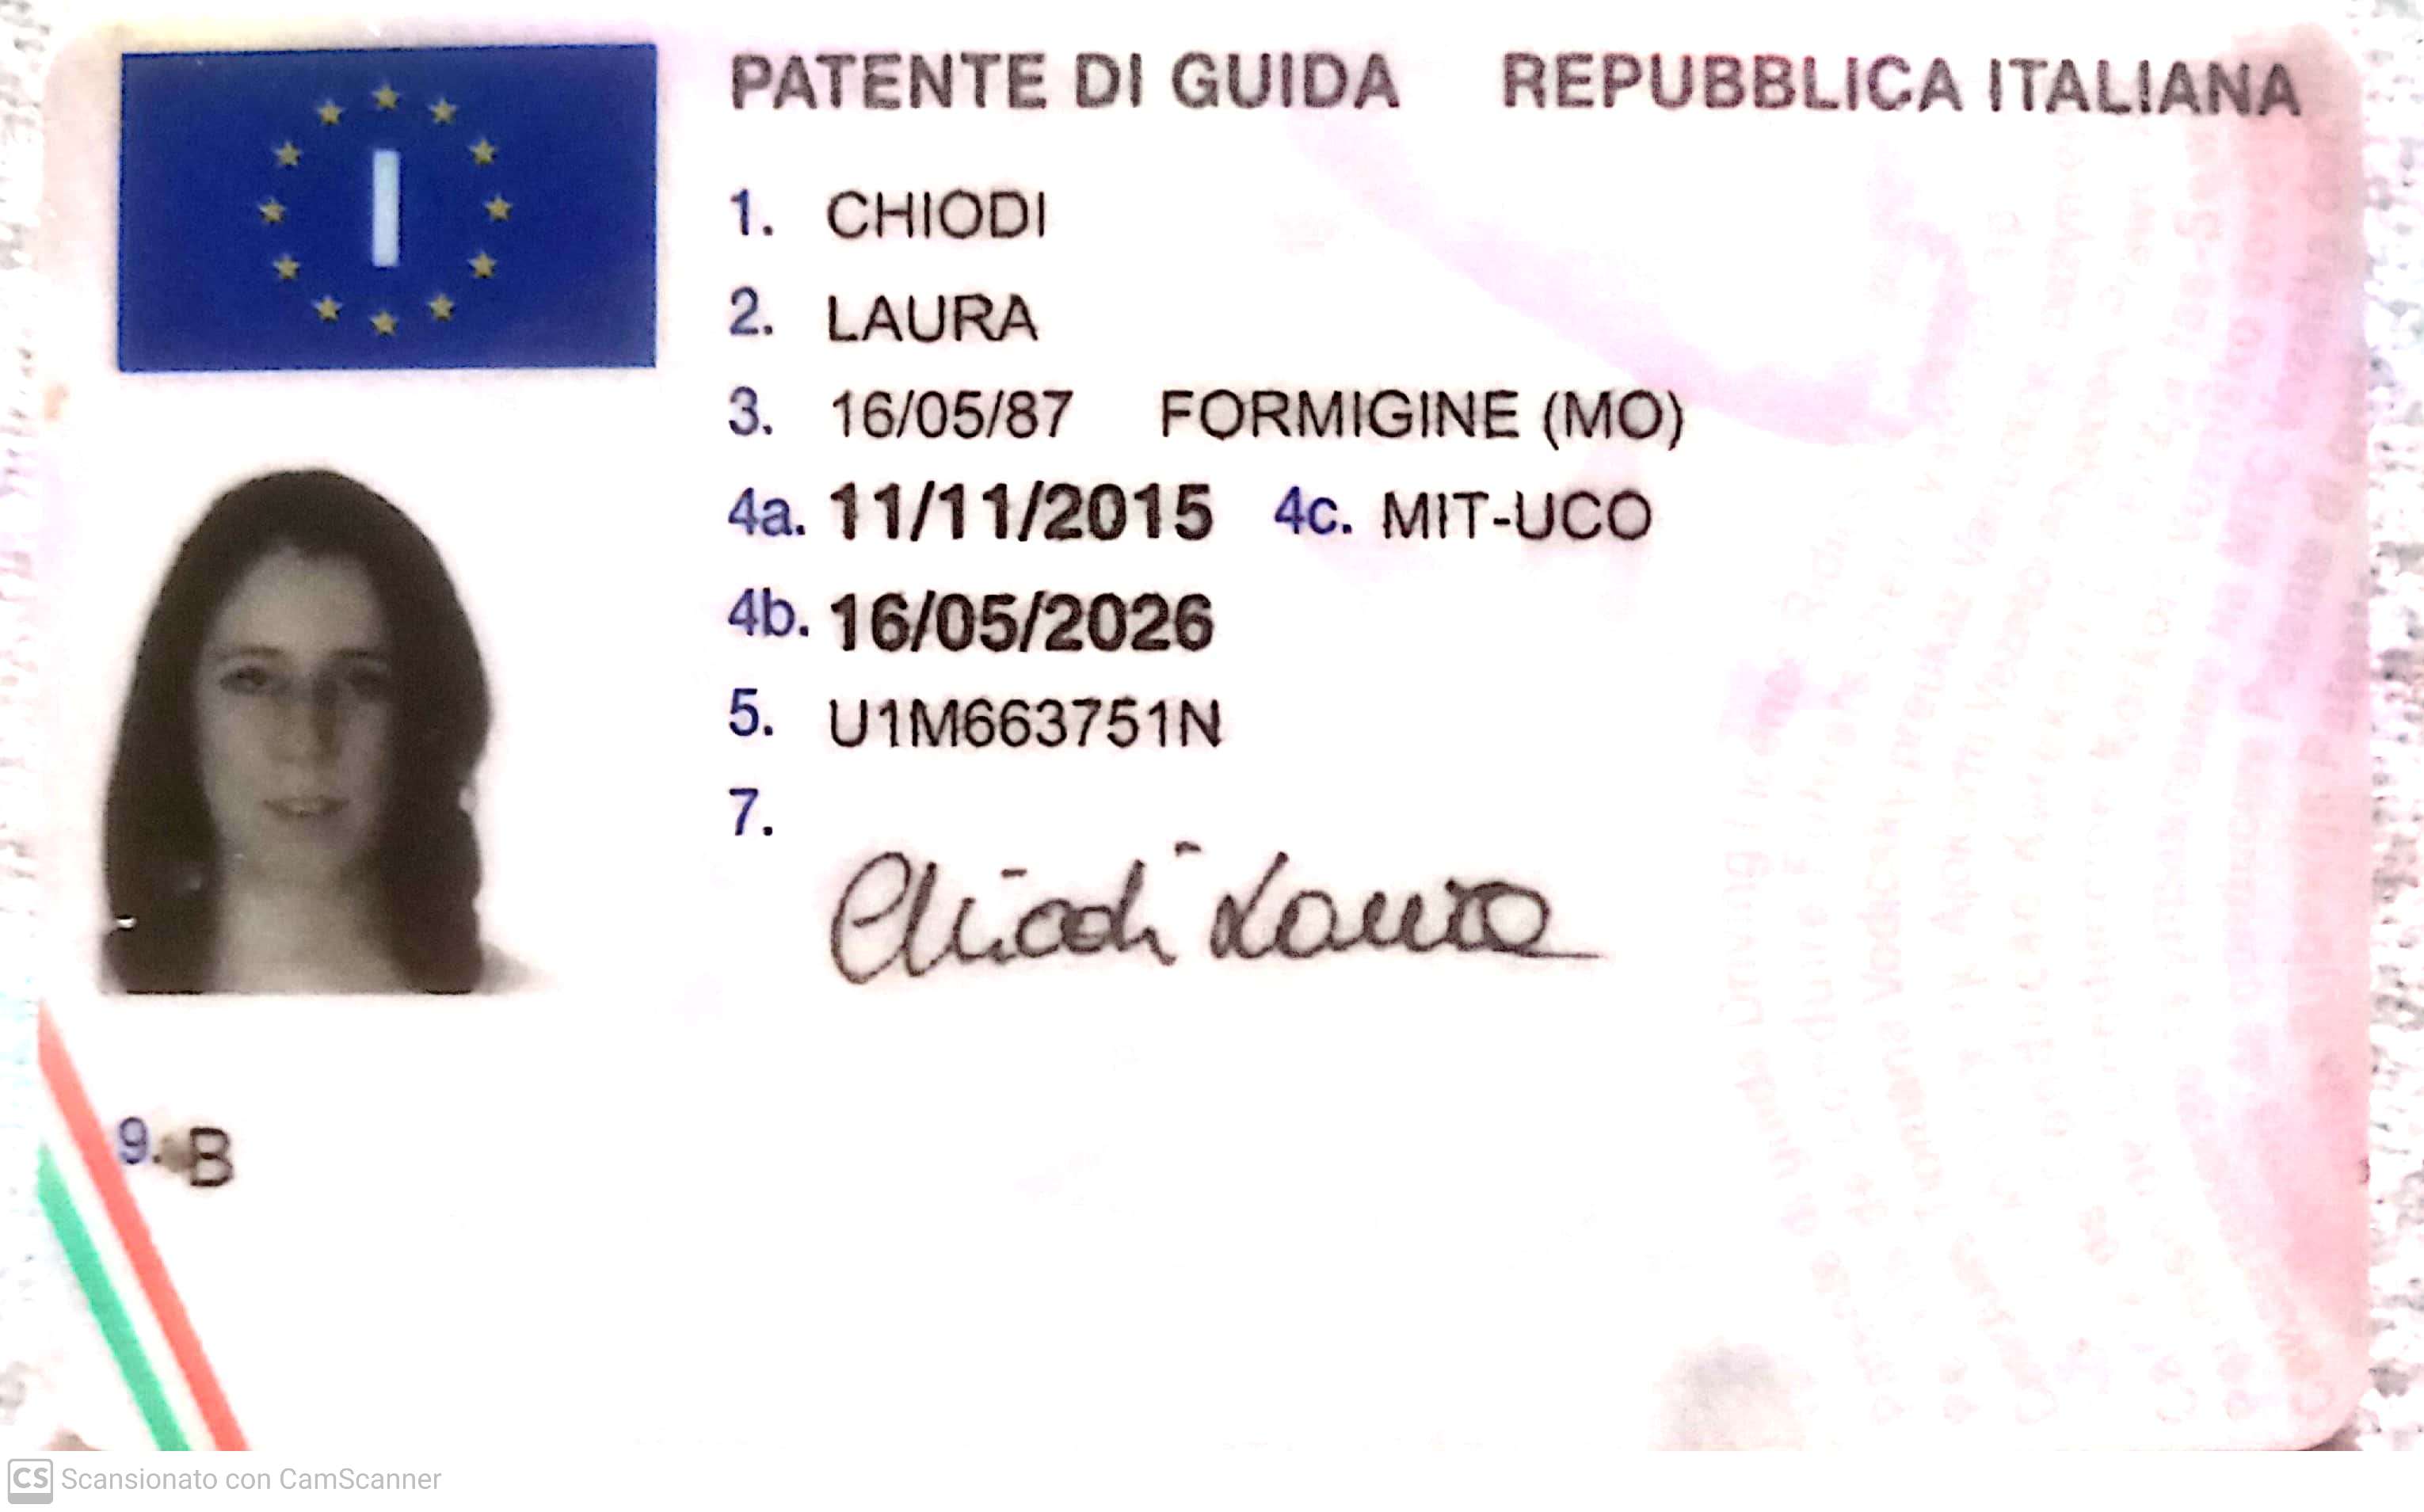 I
PATENTE DI GUIDA REPUBBLICA ITALIANA
1. CHIODI
2. LAURA
3. 16/05/87 FORMIGINE (MO)
4a. 11/11/2015 4c. MIT-UCO
4b. 16/05/2026
5. U1M663751N
7.
Chiodi Laura
9. B
CS Scansionato con CamScanner